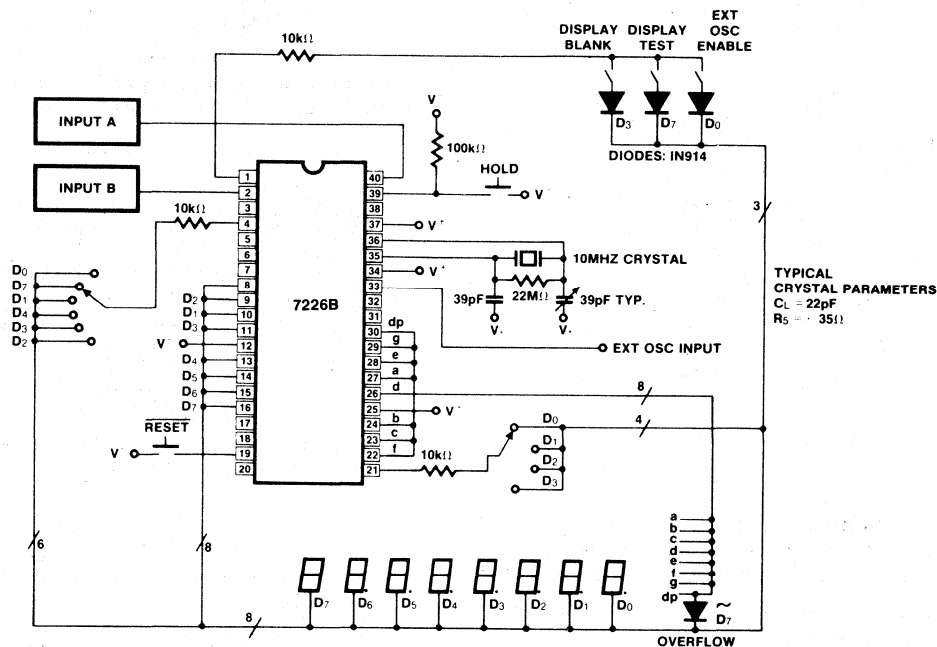 EXT
DISPLAY DISPLAY OSC
BLANK TEST ENABLE
10kΩ
D3 D7 D0
DIODES: IN914
INPUT A
INPUT B
V
100kΩ
HOLD
V-
10kΩ
3
1 40
2 39
3 38
4 37 V+
5 36
6 35
7 34 V+
8 33
9 32
10 31
11 30
12 29
13 28
14 27
15 26
16 25
17 24
18 23
19 22
20 21
7226B
10MHZ CRYSTAL
22MΩ
39pF 39pF TYP.
V- V-
TYPICAL
CRYSTAL PARAMETERS
CL = 22pF
R5 = 35Ω
EXT OSC INPUT
D0
D7
D1
D4
D3
D2
D2
D1
D3
V-
D4
D5
D6
D7
dp
g
e
a
d
V-
b
c
f
RESET
V-
10kΩ
D0
D1
D2
D3
8
4
6
8
8
a
b
c
d
e
f
g
dp
D7 D6 D5 D4 D3 D2 D1 D0
~
D7
OVERFLOW